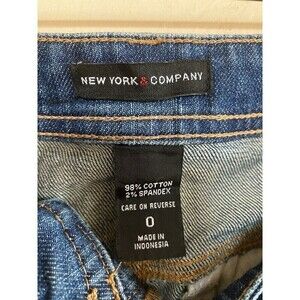 NEW YORK & COMPANY
98% COTTON
2% SPANDEX
CARE ON REVERSE
0
MADE IN
INDONESIA